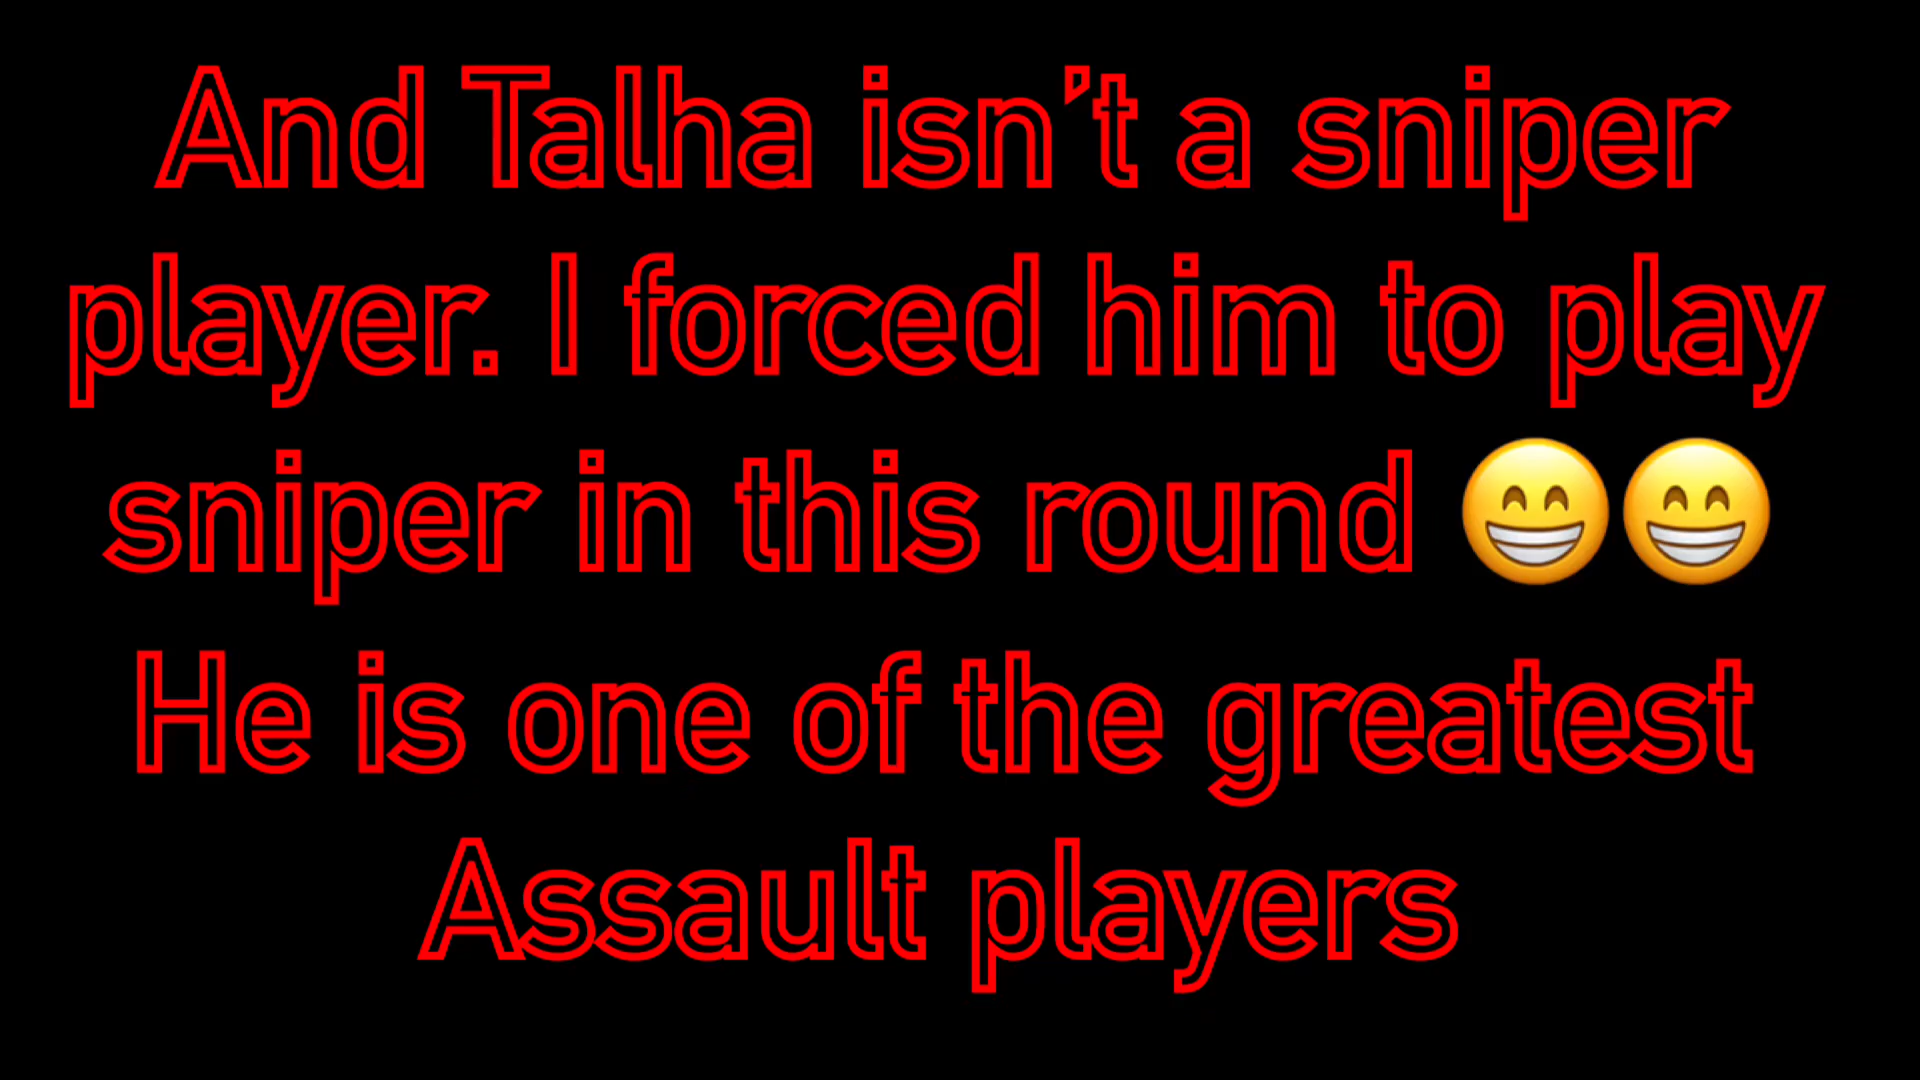 And Talha isn’t a sniper
player. I forced him to play
sniper in this round 😁😁
He is one of the greatest
Assault players